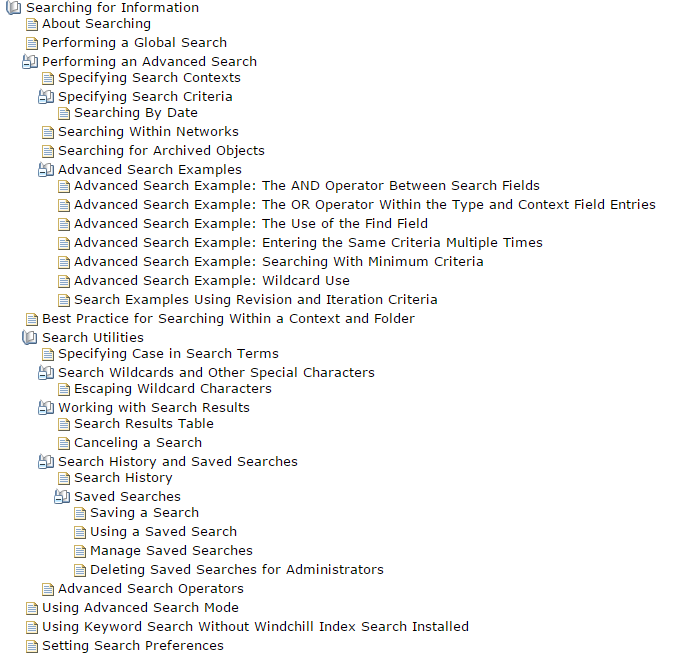 Searching for Information
About Searching
Performing a Global Search
Performing an Advanced Search
Specifying Search Contexts
Specifying Search Criteria
Searching By Date
Searching Within Networks
Searching for Archived Objects
Advanced Search Examples
Advanced Search Example: The AND Operator Between Search Fields
Advanced Search Example: The OR Operator Within the Type and Context Field Entries
Advanced Search Example: The Use of the Find Field
Advanced Search Example: Entering the Same Criteria Multiple Times
Advanced Search Example: Searching With Minimum Criteria
Advanced Search Example: Wildcard Use
Search Examples Using Revision and Iteration Criteria
Best Practice for Searching Within a Context and Folder
Search Utilities
Specifying Case in Search Terms
Search Wildcards and Other Special Characters
Escaping Wildcard Characters
Working with Search Results
Search Results Table
Canceling a Search
Search History and Saved Searches
Search History
Saved Searches
Saving a Search
Using a Saved Search
Manage Saved Searches
Deleting Saved Searches for Administrators
Advanced Search Operators
Using Advanced Search Mode
Using Keyword Search Without Windchill Index Search Installed
Setting Search Preferences